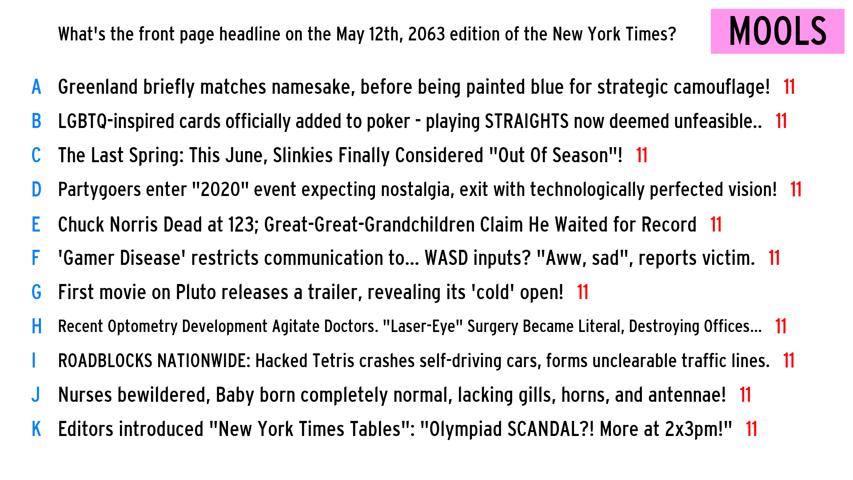 What's the front page headline on the May 12th, 2063 edition of the New York Times?
MOOLS
A Greenland briefly matches namesake, before being painted blue for strategic camouflage! 11
B LGBTQ-inspired cards officially added to poker - playing STRAIGHTS now deemed unfeasible.. 11
C The Last Spring: This June, Slinkies Finally Considered "Out Of Season"! 11
D Partygoers enter "2020" event expecting nostalgia, exit with technologically perfected vision! 11
E Chuck Norris Dead at 123; Great-Great-Grandchildren Claim He Waited for Record 11
F 'Gamer Disease' restricts communication to... WASD inputs? "Aww, sad", reports victim. 11
G First movie on Pluto releases a trailer, revealing its 'cold' open! 11
H Recent Optometry Development Agitate Doctors. "Laser-Eye" Surgery Became Literal, Destroying Offices... 11
I ROADBLOCKS NATIONWIDE: Hacked Tetris crashes self-driving cars, forms unclearable traffic lines. 11
J Nurses bewildered, Baby born completely normal, lacking gills, horns, and antennae! 11
K Editors introduced "New York Times Tables": "Olympiad SCANDAL?! More at 2x3pm!" 11